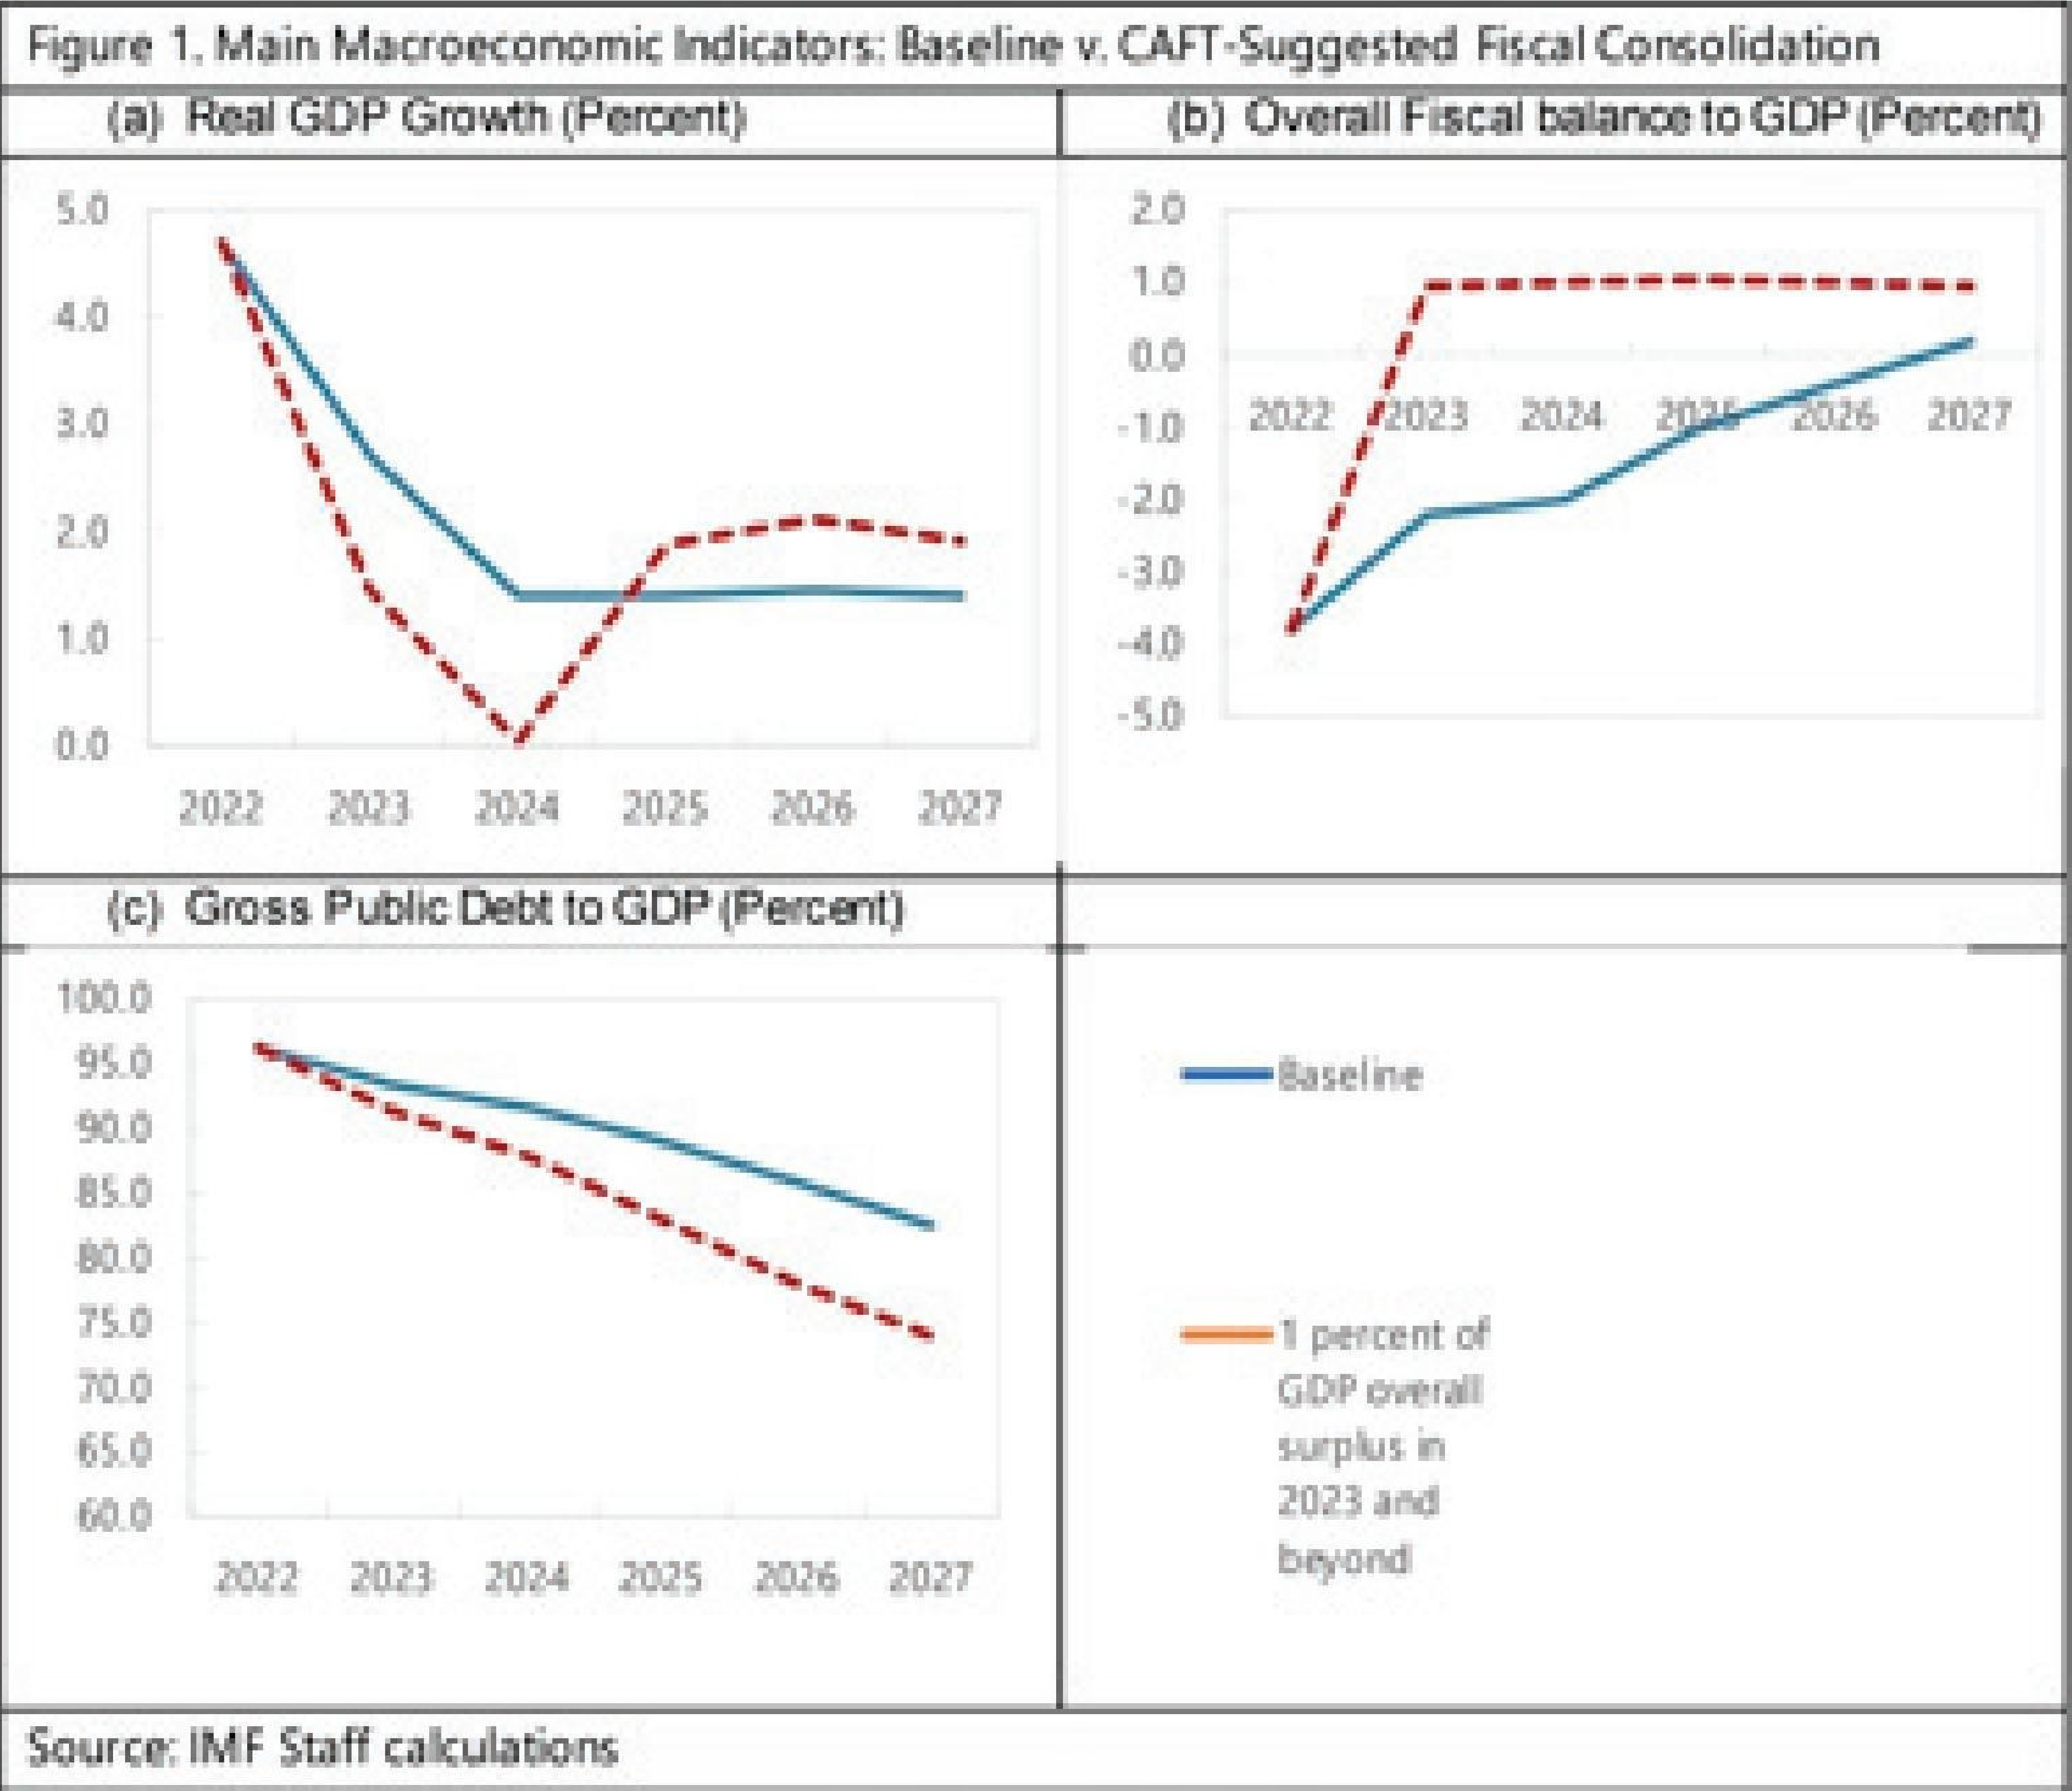 Figure 1. Main Macroeconomic Indicators: Baseline v. CAFT-Suggested Fiscal Consolidation
(a) Real GDP Growth (Percent)
(b) Overall Fiscal balance to GDP (Percent)
5.0
4.0
3.0
2.0
1.0
0.0
2022 2023 2024 2025 2026 2027
2.0
1.0
0.0
2022 2023 2024 2025 2026 2027
-1.0
-2.0
-3.0
-4.0
-5.0
(c) Gross Public Debt to GDP (Percent)
100.0
95.0
90.0
85.0
80.0
75.0
70.0
65.0
60.0
2022 2023 2024 2025 2026 2027
Baseline
1 percent of
GDP overall
surplus in
2023 and
beyond
Source: IMF Staff calculations